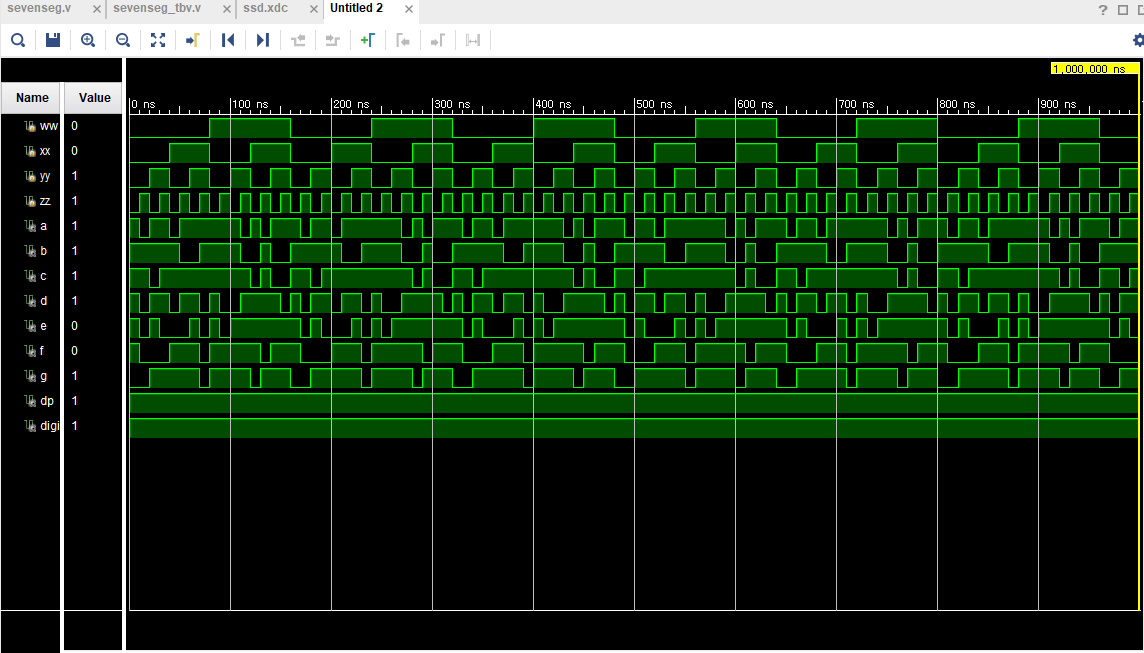 sevenseg.v sevenseg_tbv.v ssd.xdc Untitled 2
1,000,000 ns
Name Value 0 ns 100 ns 200 ns 300 ns 400 ns 500 ns 600 ns 700 ns 800 ns 900 ns
ww 0
xx 0
yy 1
zz 1
a 1
b 1
c 1
d 1
e 0
f 0
g 1
dp 1
digi 1